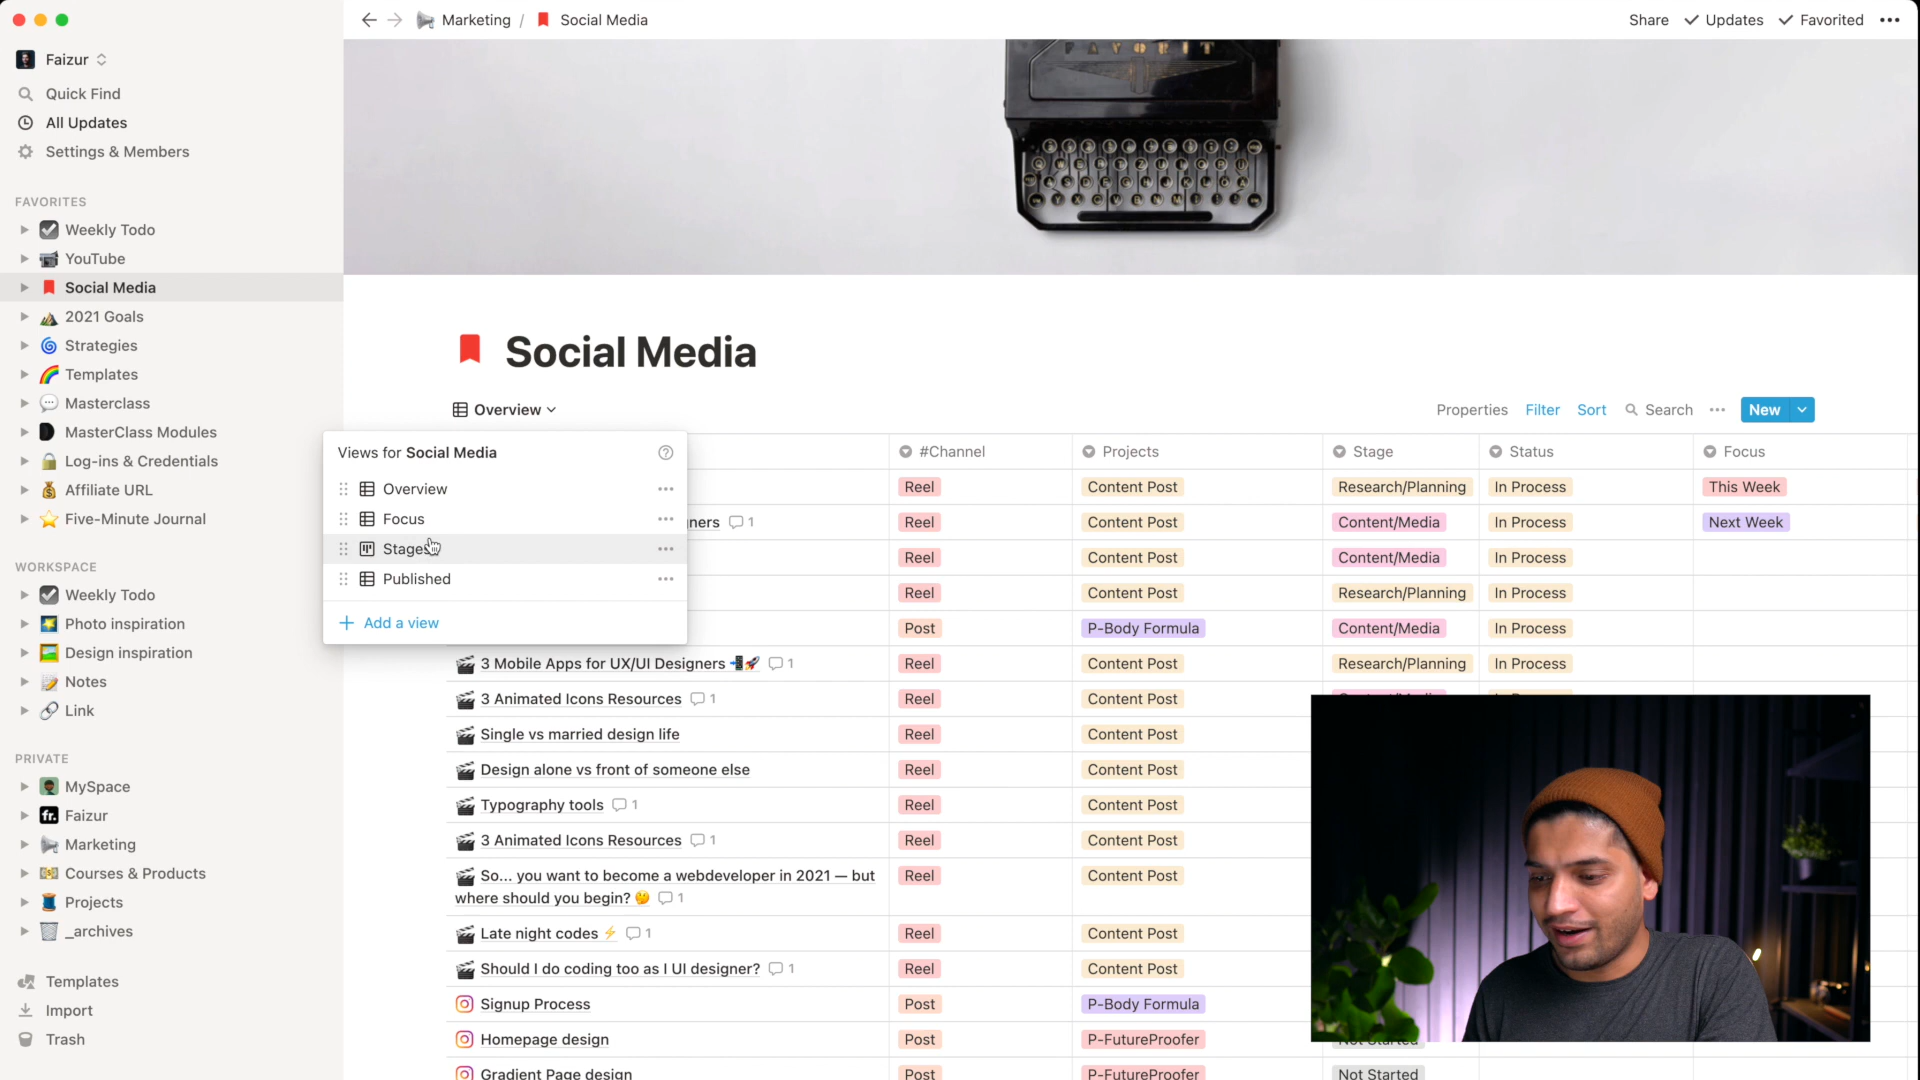 Marketing / Social Media
Share Updates Favorited
Faizur
Quick Find
All Updates
Settings & Members
FAVORITES
Weekly Todo
YouTube
Social Media
2021 Goals
Strategies
Templates
Masterclass
MasterClass Modules
Log-ins & Credentials
Affiliate URL
Five-Minute Journal
WORKSPACE
Weekly Todo
Photo inspiration
Design inspiration
Notes
Link
PRIVATE
MySpace
fr. Faizur
Marketing
Courses & Products
Projects
_archives
Templates
Import
Trash
FAVORIT
Social Media
Overview
Properties Filter Sort Search New
Views for Social Media
Overview
Focus
Stages
Published
Add a view
#Channel Projects Stage Status Focus
Reel Content Post Research/Planning In Process This Week
ners 1 Reel Content Post Content/Media In Process Next Week
Reel Content Post Content/Media In Process
Reel Content Post Research/Planning In Process
Post P-Body Formula Content/Media In Process
3 Mobile Apps for UX/UI Designers 1 Reel Content Post Research/Planning In Process
3 Animated Icons Resources 1 Reel Content Post
Single vs married design life Reel Content Post
Design alone vs front of someone else Reel Content Post
Typography tools 1 Reel Content Post
3 Animated Icons Resources 1 Reel Content Post
So... you want to become a webdeveloper in 2021 — but Reel Content Post
where should you begin? 1
Late night codes 1 Reel Content Post
Should I do coding too as I UI designer? 1 Reel Content Post
Signup Process Post P-Body Formula
Homepage design Post P-FutureProofer Not Started
Gradient Page design Post P-FutureProofer Not Started